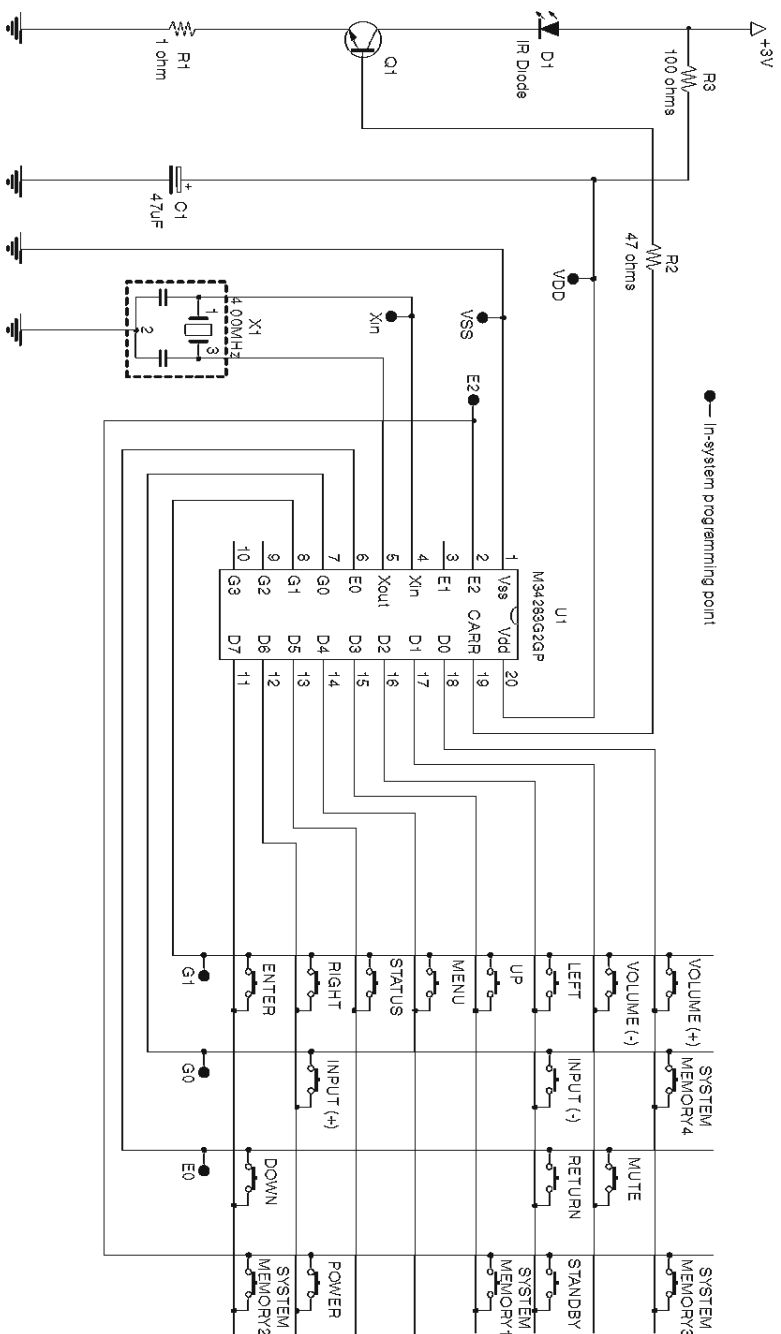 +3V
R3
100 ohms
D1
IR Diode
Q1
R1
1 ohm
+
C1
47uF
R2
47 ohms
VDD
VSS
Xin
E2
X1
4.00MHz
1
2
3
In-system programming point
U1
M34283G2GP
1 Vss Vdd 20
2 E2 CARR 19
3 E1 D0 18
4 Xin D1 17
5 Xout D2 16
6 E0 D3 15
7 G0 D4 14
8 G1 D5 13
9 G2 D6 12
10 G3 D7 11
VOLUME (+)
VOLUME (-)
LEFT
UP
MENU
STATUS
RIGHT
ENTER
G1
SYSTEM
MEMORY4
INPUT (-)
INPUT (+)
G0
MUTE
RETURN
DOWN
E0
SYSTEM
MEMORY3
STANDBY
SYSTEM
MEMORY1
POWER
SYSTEM
MEMORY2